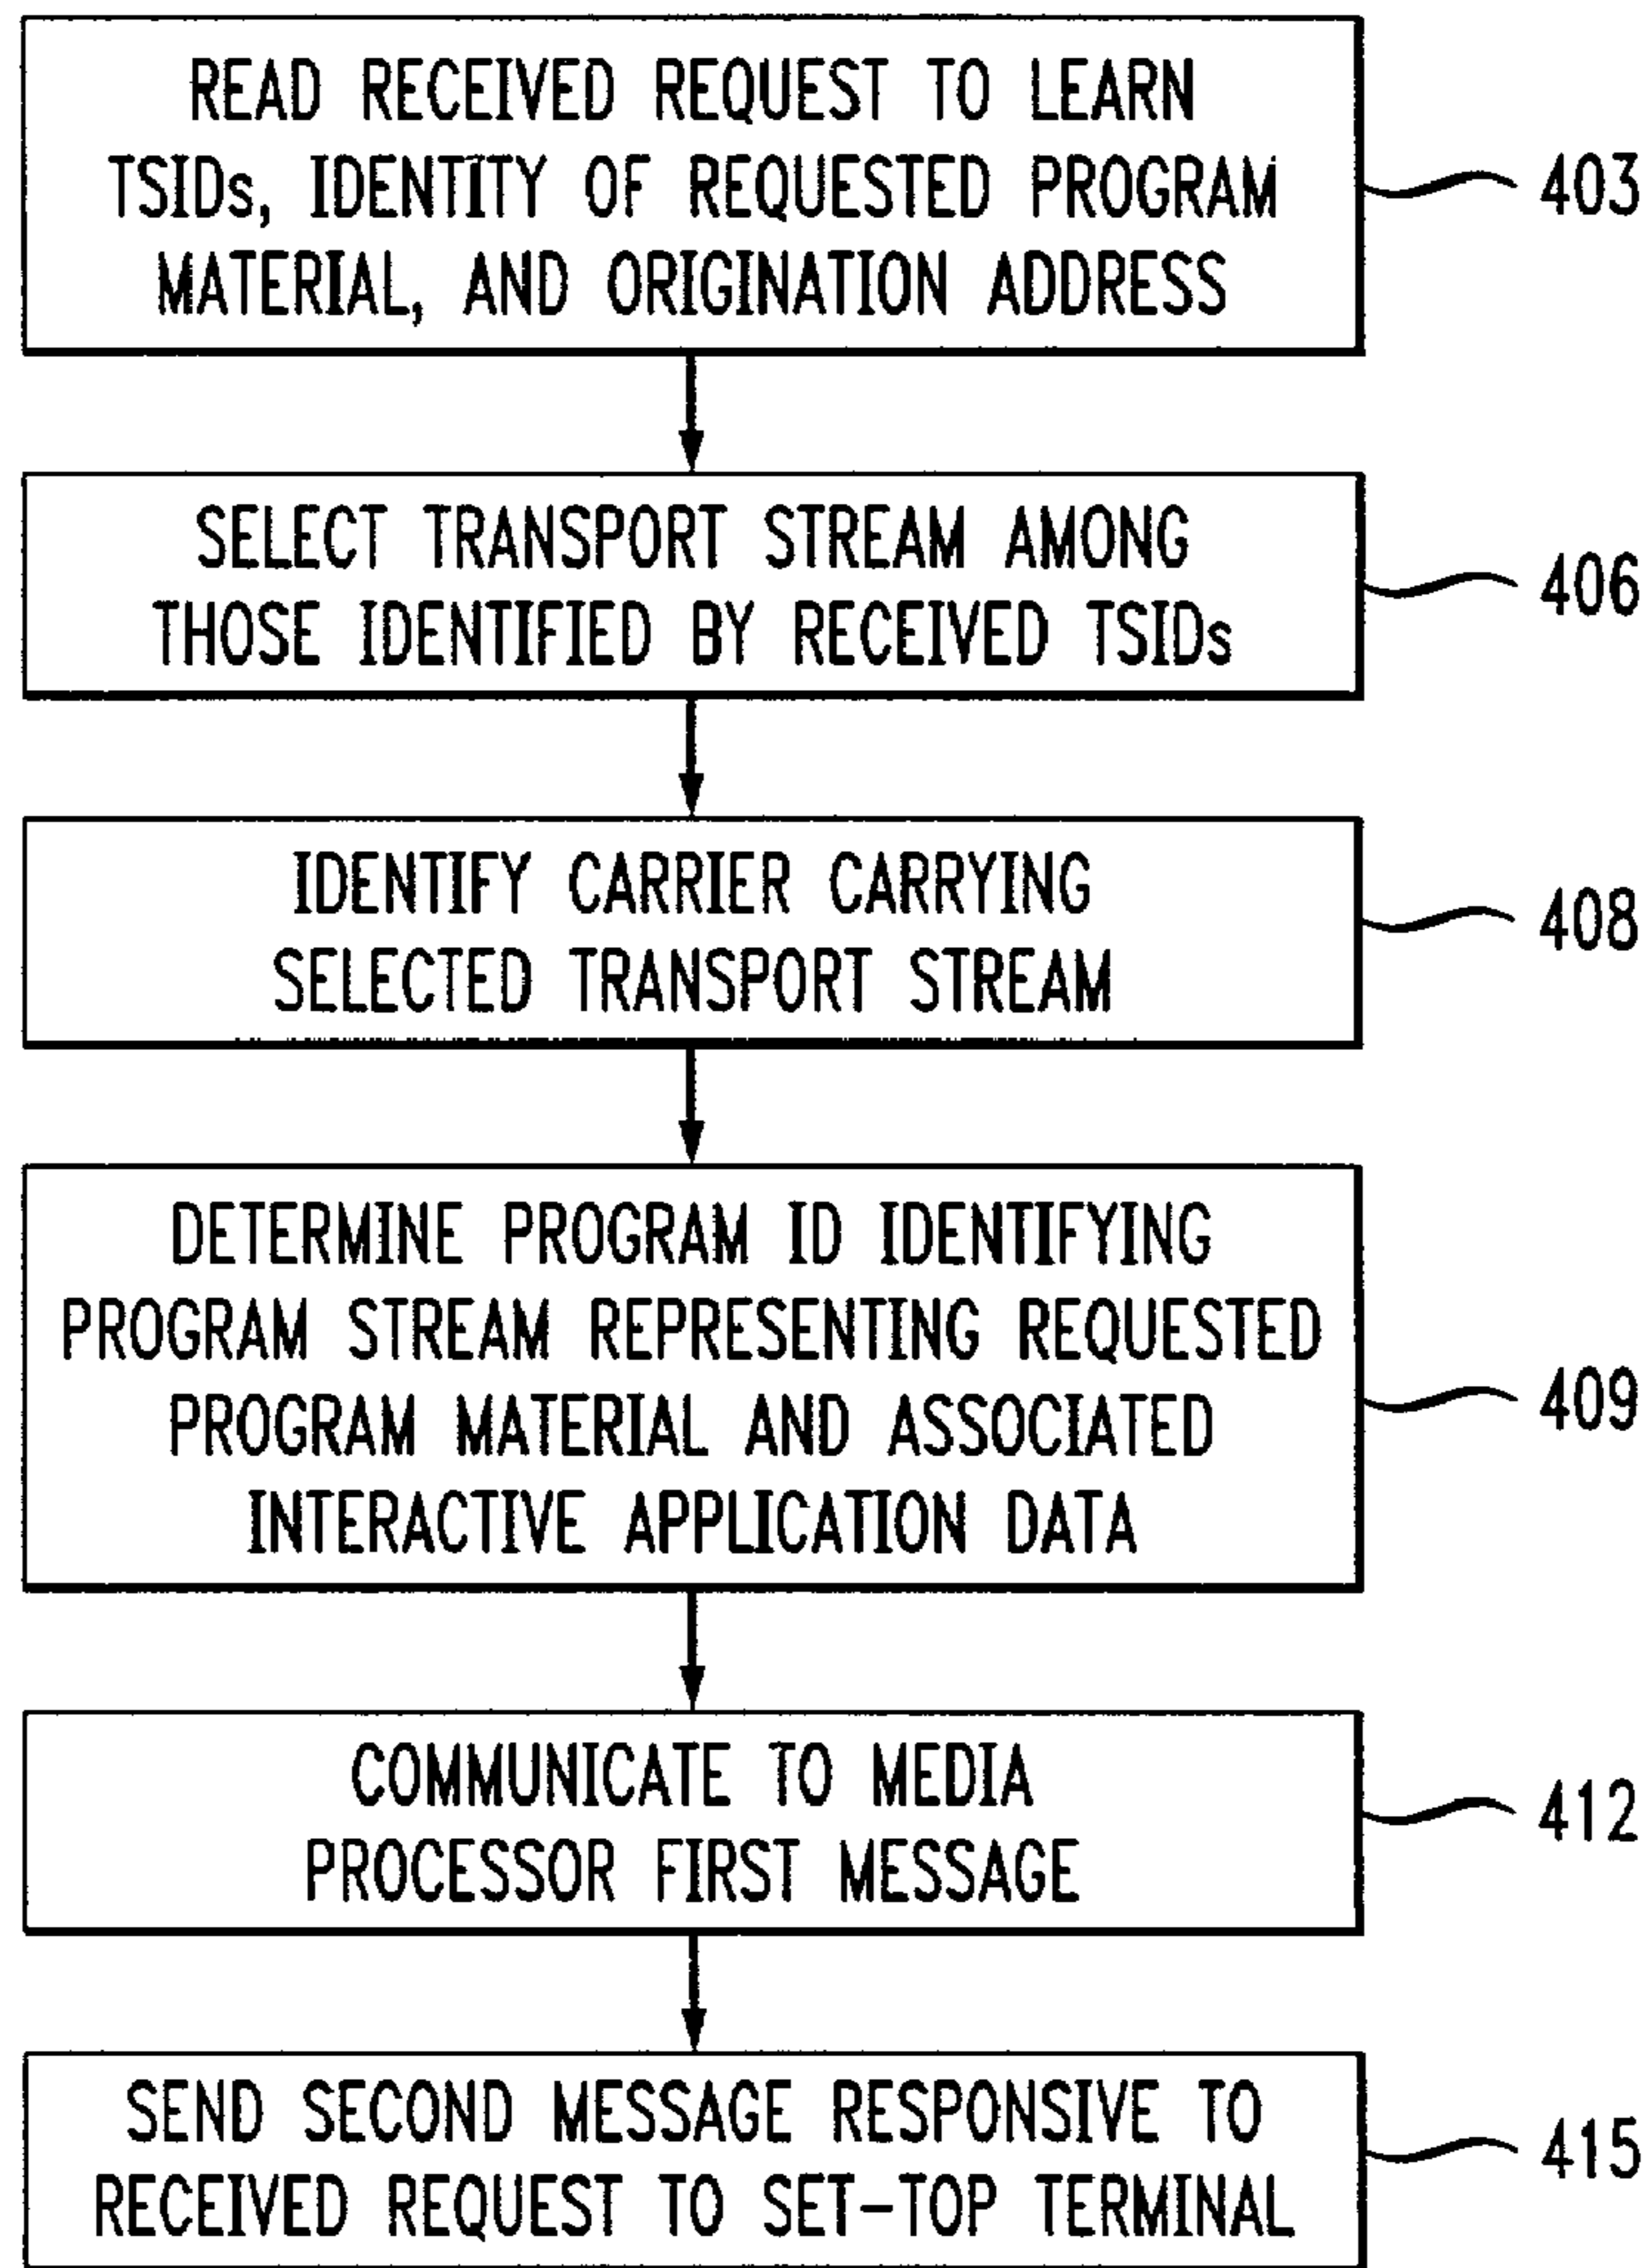 READ RECEIVED REQUEST TO LEARN
TSIDs, IDENTITY OF REQUESTED PROGRAM
MATERIAL, AND ORIGINATION ADDRESS
403
SELECT TRANSPORT STREAM AMONG
THOSE IDENTIFIED BY RECEIVED TSIDs
406
IDENTIFY CARRIER CARRYING
SELECTED TRANSPORT STREAM
408
DETERMINE PROGRAM ID IDENTIFYING
PROGRAM STREAM REPRESENTING REQUESTED
PROGRAM MATERIAL AND ASSOCIATED
INTERACTIVE APPLICATION DATA
409
COMMUNICATE TO MEDIA
PROCESSOR FIRST MESSAGE
412
SEND SECOND MESSAGE RESPONSIVE TO
RECEIVED REQUEST TO SET-TOP TERMINAL
415